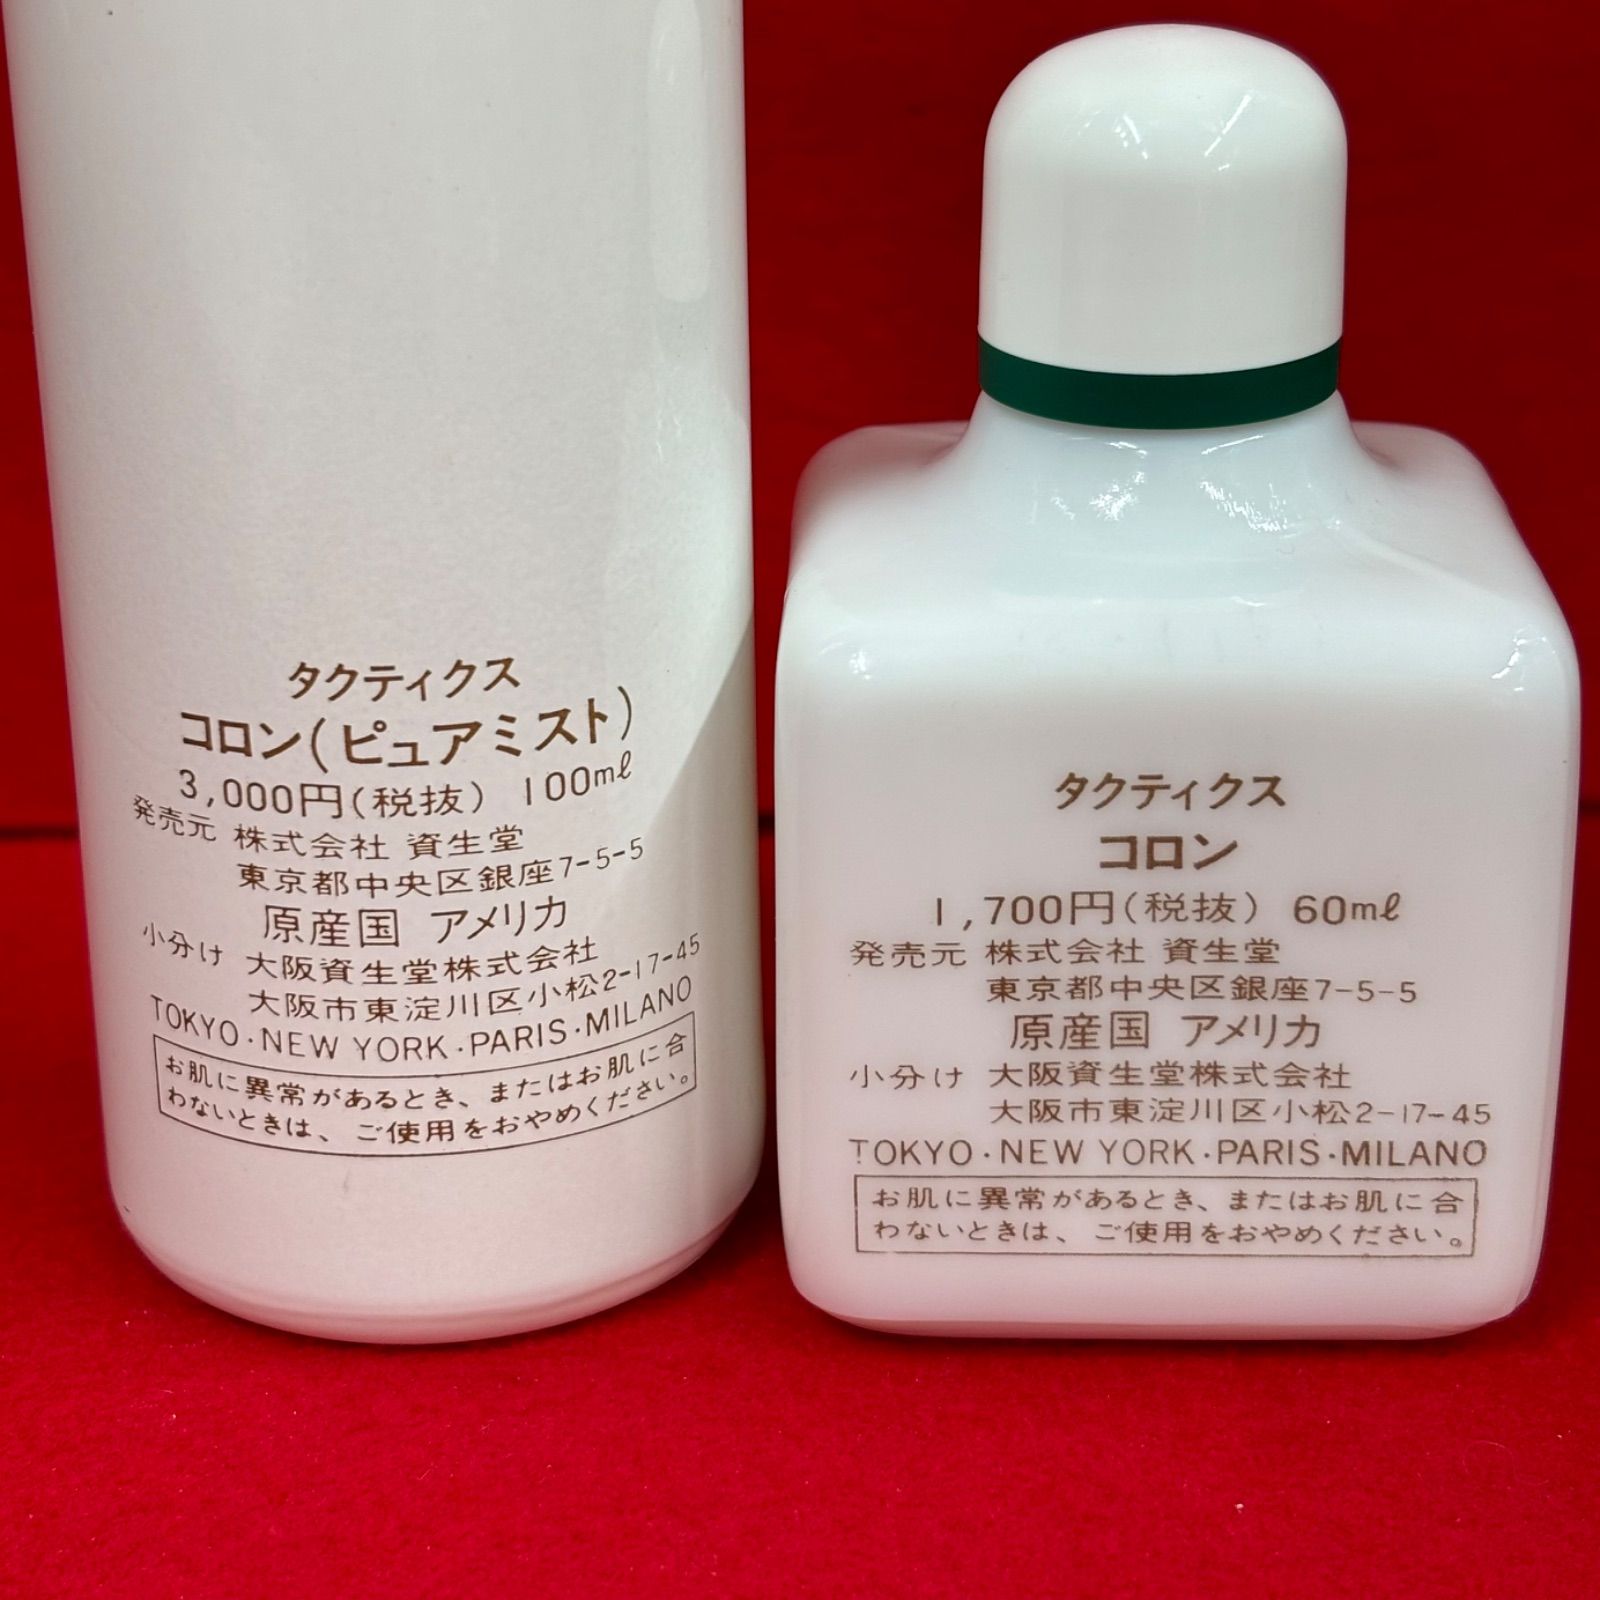 タクティクス
コロン(ピュアミスト)
3,000円(税抜) 100ml
発売元 株式会社 資生堂
東京都中央区銀座7-5-5
原産国 アメリカ
小分け 大阪資生堂株式会社
大阪市東淀川区小松2-17-45
TOKYO・NEW YORK・PARIS・MILANO
お肌に異常があるとき、またはお肌に合
わないときは、ご使用をおやめください。
タクティクス
コロン
1,700円(税抜) 60ml
発売元 株式会社 資生堂
東京都中央区銀座7-5-5
原産国 アメリカ
小分け 大阪資生堂株式会社
大阪市東淀川区小松2-17-45
TOKYO・NEW YORK・PARIS・MILANO
お肌に異常があるとき、またはお肌に合
わないときは、ご使用をおやめください。